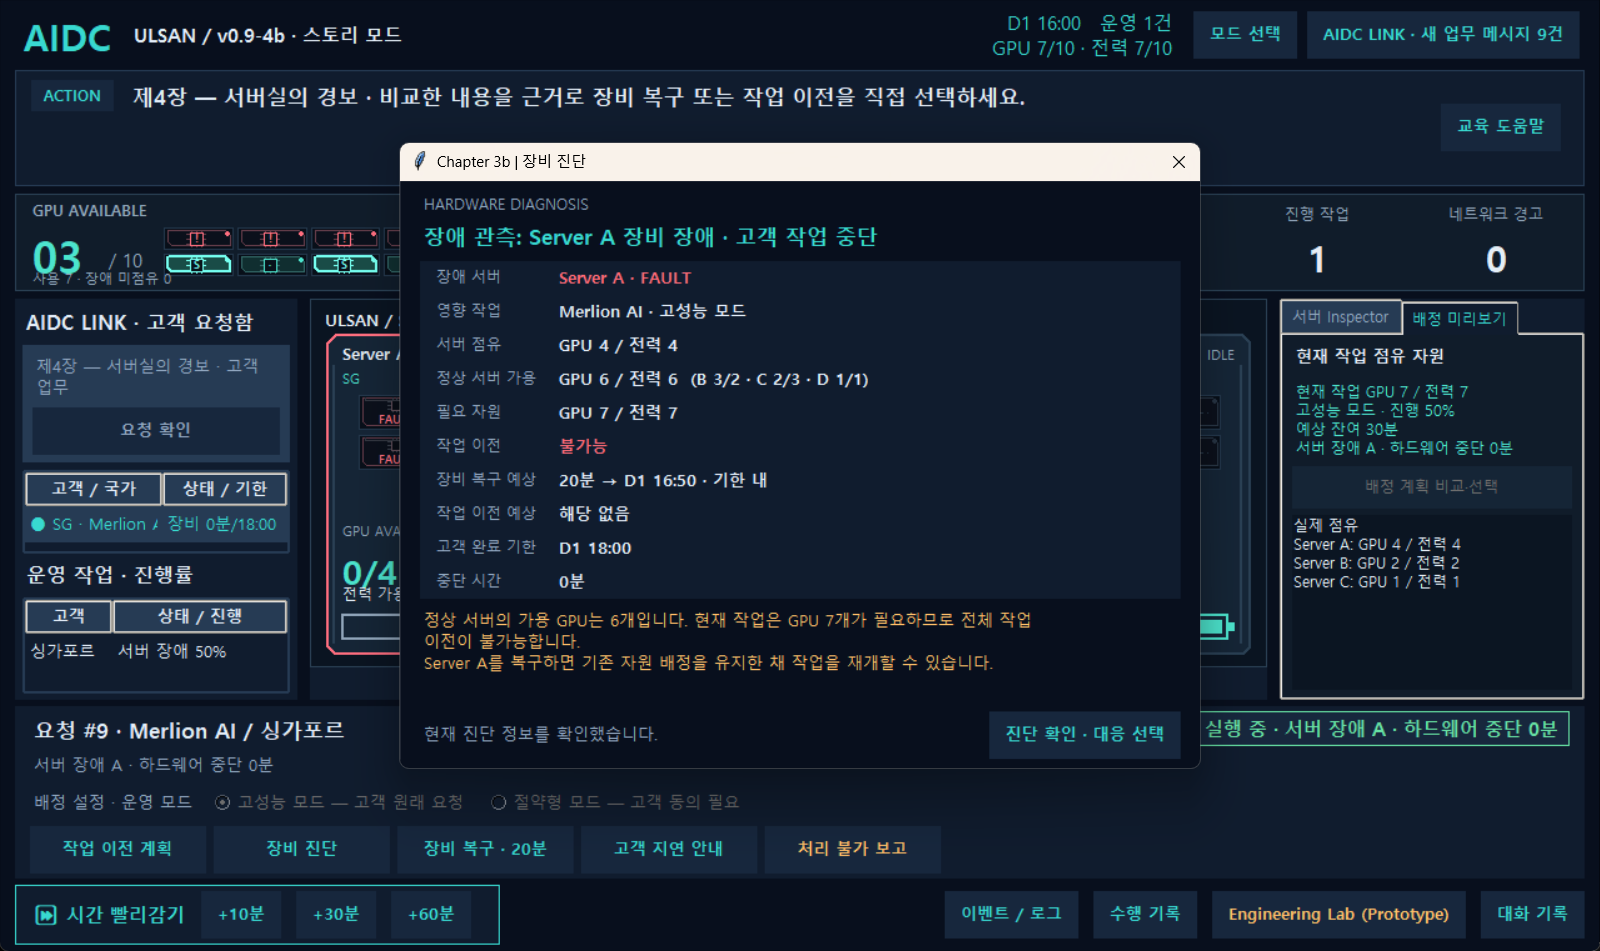 AIDC
ULSAN / v0.9-4b · 스토리 모드
D1 16:00 운영 1건
GPU 7/10 · 전력 7/10
모드 선택
AIDC LINK · 새 업무 메시지 9건
ACTION
제4장 — 서버실의 경보 · 비교한 내용을 근거로 장비 복구 또는 작업 이전을 직접 선택하세요.
교육 도움말
Chapter 3b | 장비 진단
HARDWARE DIAGNOSIS
장애 관측: Server A 장비 장애 · 고객 작업 중단
장애 서버 Server A · FAULT
영향 작업 Merlion AI · 고성능 모드
서버 점유 GPU 4 / 전력 4
정상 서버 가용 GPU 6 / 전력 6 (B 3/2 · C 2/3 · D 1/1)
필요 자원 GPU 7 / 전력 7
작업 이전 불가능
장비 복구 예상 20분 → D1 16:50 · 기한 내
작업 이전 예상 해당 없음
고객 완료 기한 D1 18:00
중단 시간 0분
정상 서버의 가용 GPU는 6개입니다. 현재 작업은 GPU 7개가 필요하므로 전체 작업
이전이 불가능합니다.
Server A를 복구하면 기존 자원 배정을 유지한 채 작업을 재개할 수 있습니다.
현재 진단 정보를 확인했습니다.
진단 확인 · 대응 선택
GPU AVAILABLE
03 / 10
사용 7 · 장애 미점유 0
진행 작업
1
네트워크 경고
0
AIDC LINK · 고객 요청함
제4장 — 서버실의 경보 · 고객
업무
요청 확인
고객 / 국가 상태 / 기한
SG · Merlion 장비 0분/18:00
운영 작업 · 진행률
고객 상태 / 진행
싱가포르 서버 장애 50%
ULSAN /
Server A
SG
GPU
0/4
전력
IDLE
서버 Inspector
배정 미리보기
현재 작업 점유 자원
현재 작업 GPU 7 / 전력 7
고성능 모드 · 진행 50%
예상 잔여 30분
서버 장애 A · 하드웨어 중단 0분
배정 계획 비교·선택
실제 점유
Server A: GPU 4 / 전력 4
Server B: GPU 2 / 전력 2
Server C: GPU 1 / 전력 1
요청 #9 · Merlion AI / 싱가포르
실행 중 · 서버 장애 A · 하드웨어 중단 0분
서버 장애 A · 하드웨어 중단 0분
배정 설정 · 운영 모드
고성능 모드 — 고객 원래 요청
절약형 모드 — 고객 동의 필요
작업 이전 계획
장비 진단
장비 복구 · 20분
고객 지연 안내
처리 불가 보고
시간 빨리감기
+10분
+30분
+60분
이벤트 / 로그
수행 기록
Engineering Lab (Prototype)
대화 기록